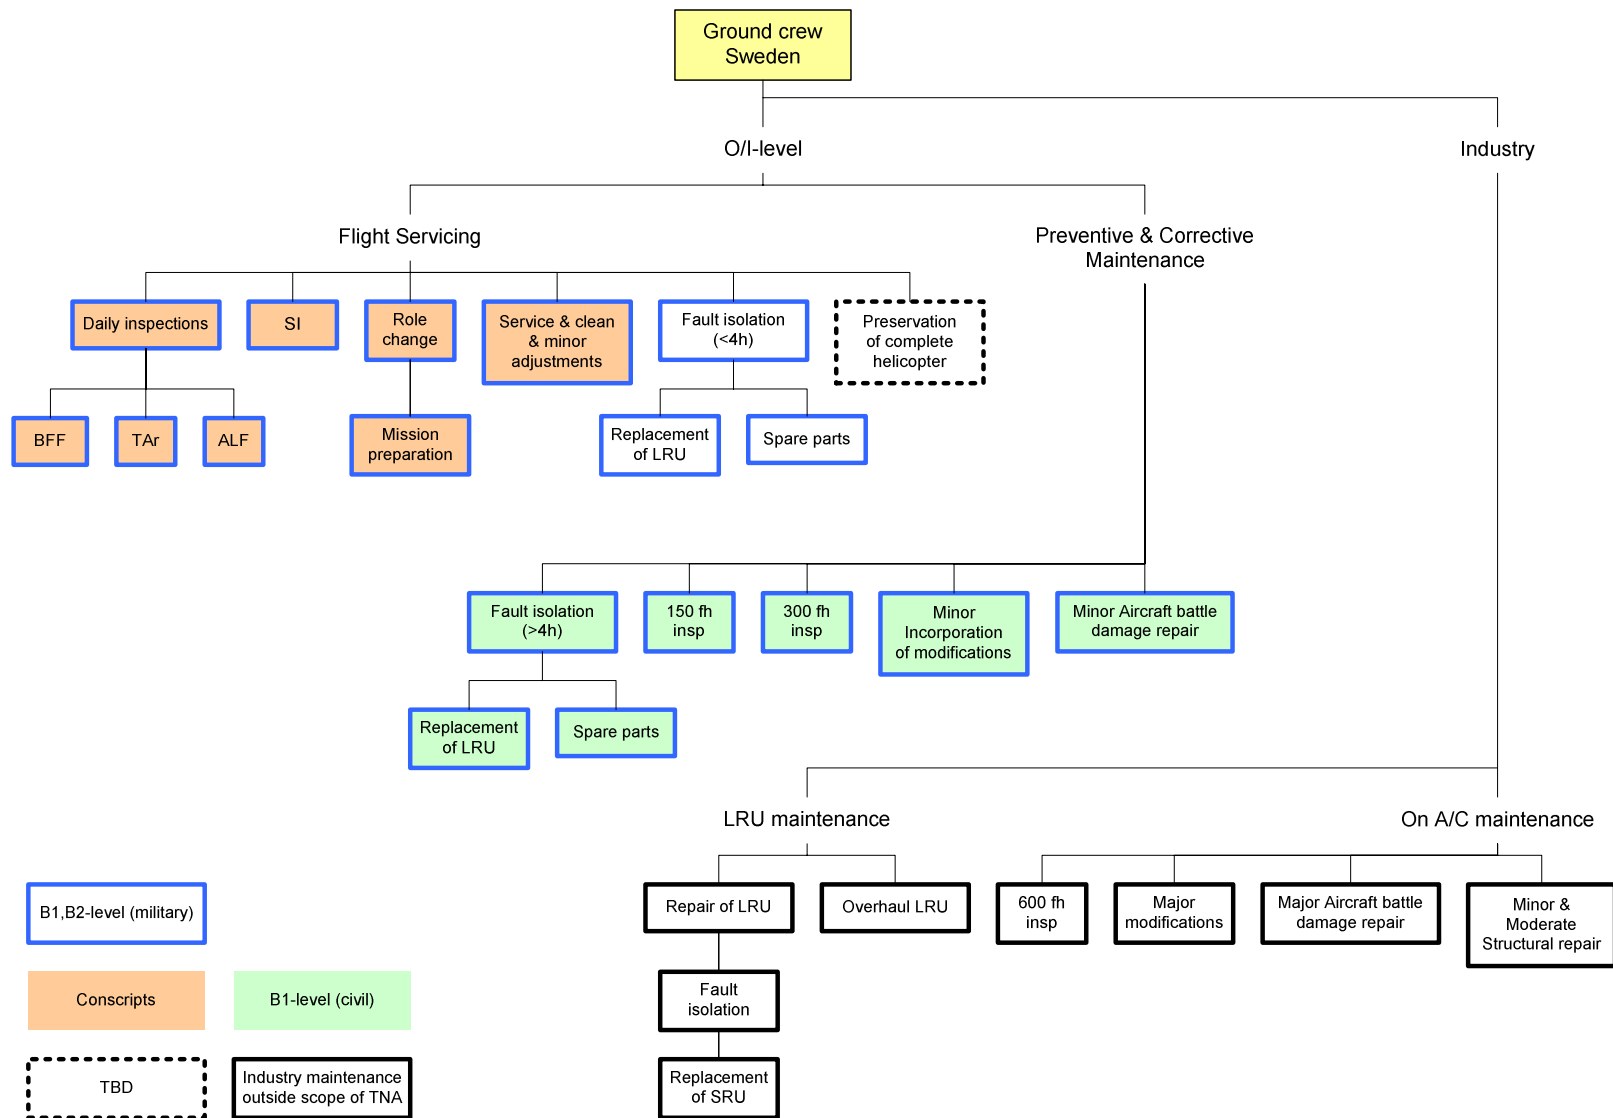 Ground crew
Sweden
O/I-level
Industry
Flight Servicing
Preventive & Corrective
Maintenance
Daily inspections
SI
Role
change
Service & clean
& minor
adjustments
Fault isolation
(<4h)
Preservation
of complete
helicopter
BFF
TAr
ALF
Mission
preparation
Replacement
of LRU
Spare parts
Fault isolation
(>4h)
150 fh
insp
300 fh
insp
Minor
Incorporation
of modifications
Minor Aircraft battle
damage repair
Replacement
of LRU
Spare parts
LRU maintenance
On A/C maintenance
Repair of LRU
Overhaul LRU
600 fh
insp
Major
modifications
Major Aircraft battle
damage repair
Minor &
Moderate
Structural repair
Fault
isolation
Replacement
of SRU
B1,B2-level (military)
Conscripts
B1-level (civil)
TBD
Industry maintenance
outside scope of TNA